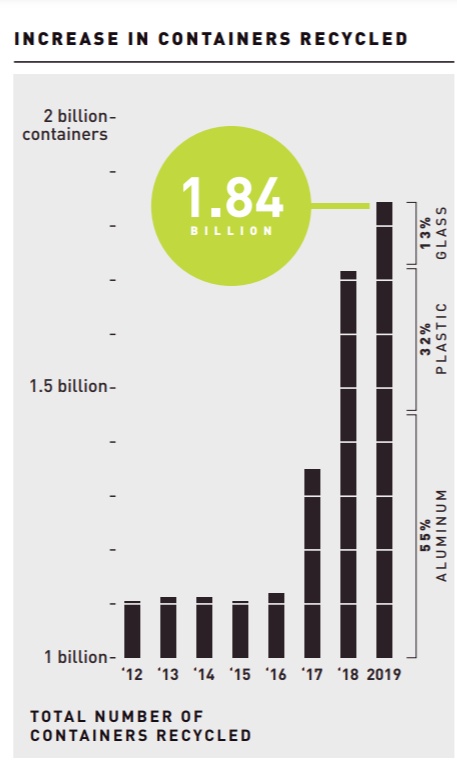 INCREASE IN CONTAINERS RECYCLED
2 billion-
containers
1.84
BILLION
13%
GLASS
32%
PLASTIC
1.5 billion-
55%
ALUMINUM
1 billion-
'12 '13 '14 '15 '16 '17 '18 2019
TOTAL NUMBER OF
CONTAINERS RECYCLED